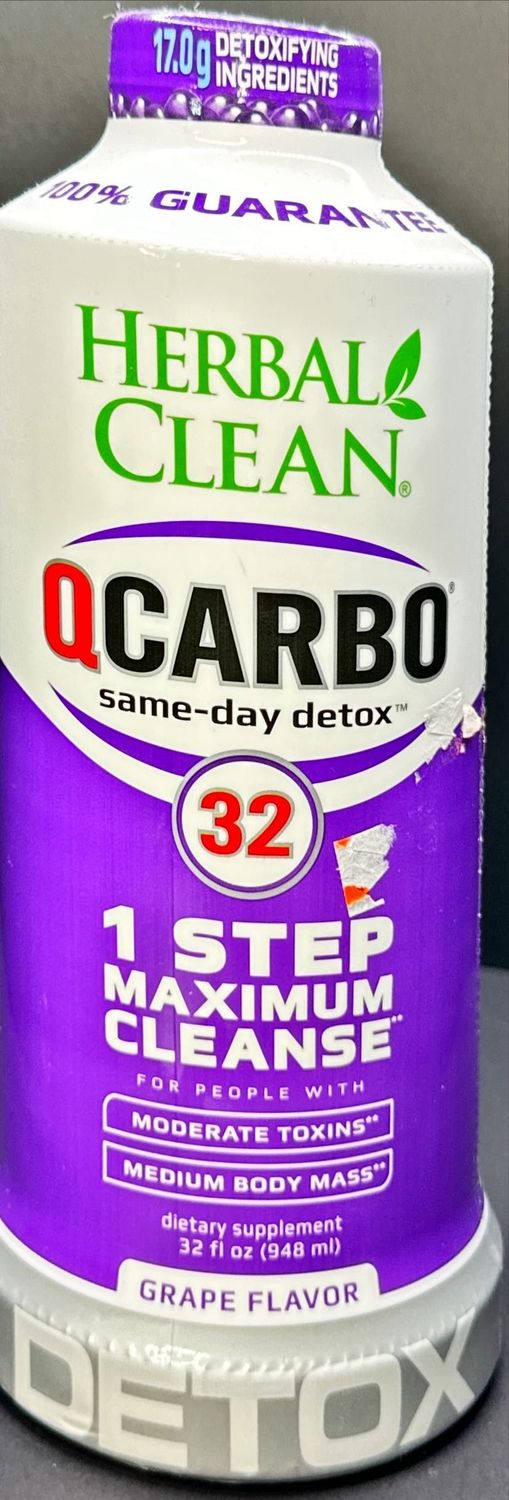 17.0g DETOXIFYING
INGREDIENTS
100% GUARANTEE
HERBAL
CLEAN®
QCARBO®
same-day detox™
32
1 STEP
MAXIMUM
CLEANSE**
FOR PEOPLE WITH
MODERATE TOXINS**
MEDIUM BODY MASS**
dietary supplement
32 fl oz (948 ml)
GRAPE FLAVOR
DETOX